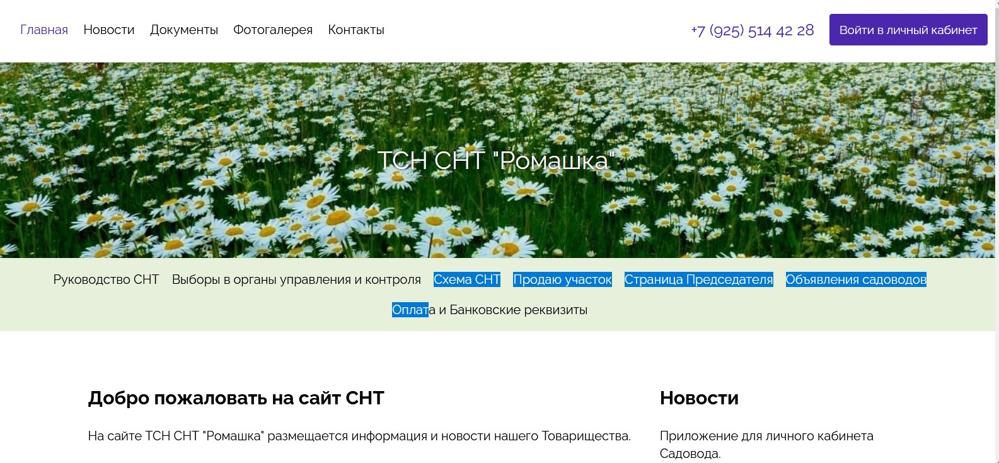 Главная Новости Документы Фотогалерея Контакты +7 (925) 514 42 28 Войти в личный кабинет
ТСН СНТ "Ромашка"
Руководство СНТ Выборы в органы управления и контроля Схема СНТ Продаю участок Страница Председателя Объявления садоводов
Оплата и Банковские реквизиты
Добро пожаловать на сайт СНТ
На сайте ТСН СНТ "Ромашка" размещается информация и новости нашего Товарищества.
Новости
Приложение для личного кабинета
Садовода.